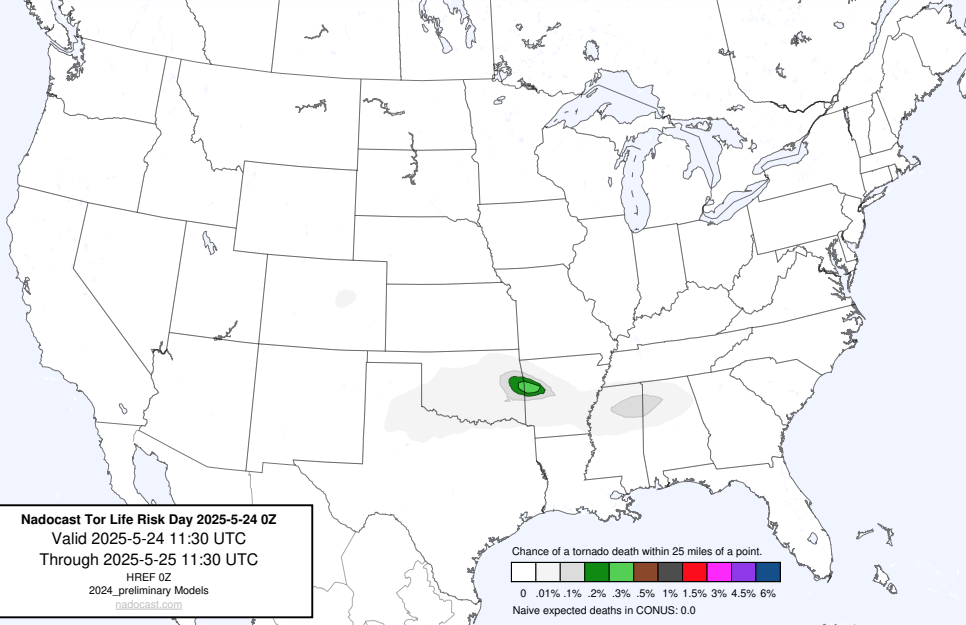 Nadocast Tor Life Risk Day 2025-5-24 0Z
Valid 2025-5-24 11:30 UTC
Through 2025-5-25 11:30 UTC
HREF 0Z
2024_preliminary Models
nadocast.com
Chance of a tornado death within 25 miles of a point.
0 .01% .1% .2% .3% .5% 1% 1.5% 3% 4.5% 6%
Naive expected deaths in CONUS: 0.0